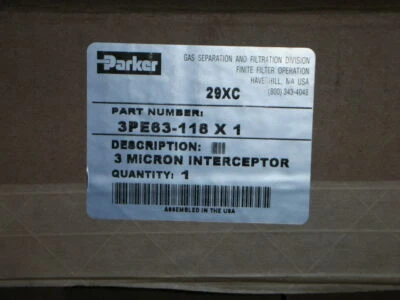 Parker
GAS SEPARATION AND FILTRATION DIVISION
FINITE FILTER OPERATION
HAVERHILL, MA USA
(800) 343-4048
29XC
PART NUMBER:
3PE63-118 X 1
DESCRIPTION:
3 MICRON INTERCEPTOR
QUANTITY: 1
ASSEMBLED IN THE USA